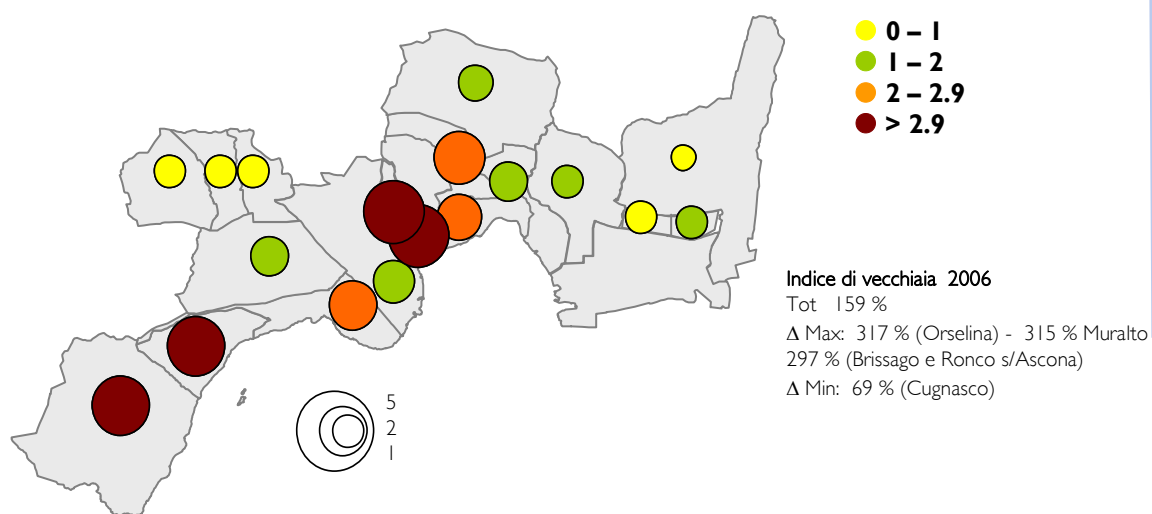 0 – 1
1 – 2
2 – 2.9
> 2.9
Indice di vecchiaia 2006
Tot 159 %
Δ Max: 317 % (Orselina) - 315 % Muralto
297 % (Brissago e Ronco s/Ascona)
Δ Min: 69 % (Cugnasco)
5
2
1